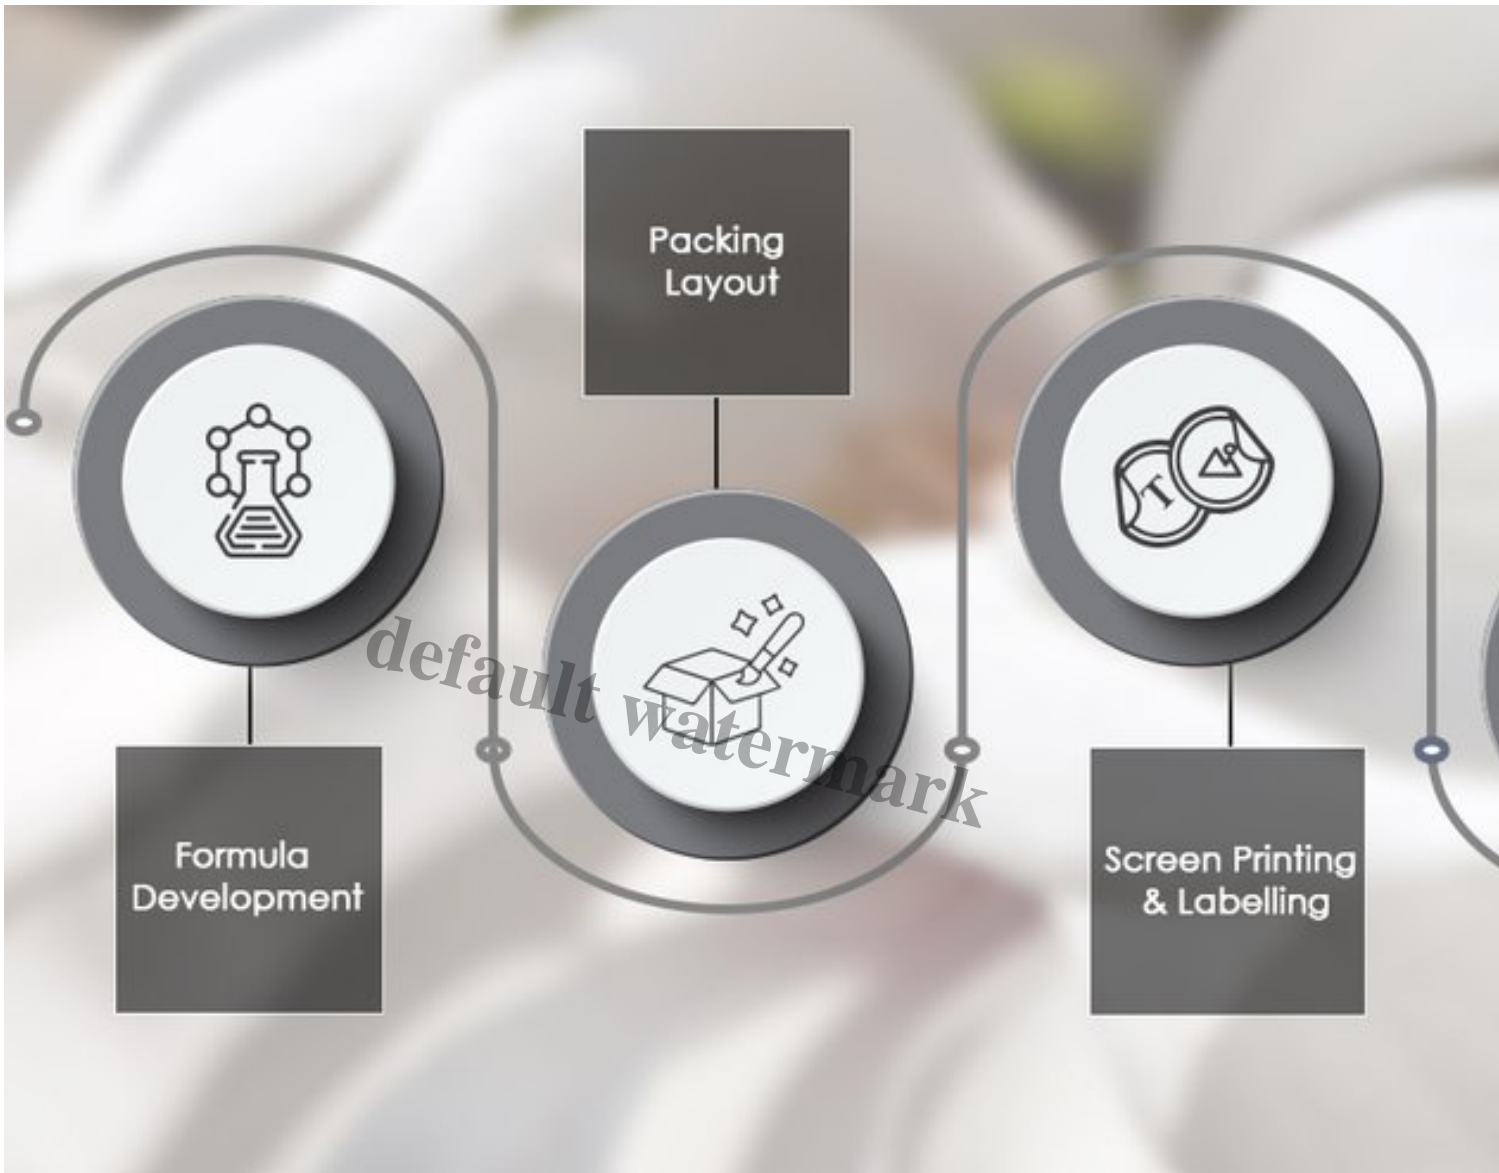 Packing
Layout
Formula
Development
Screen Printing
& Labelling
T
default watermark